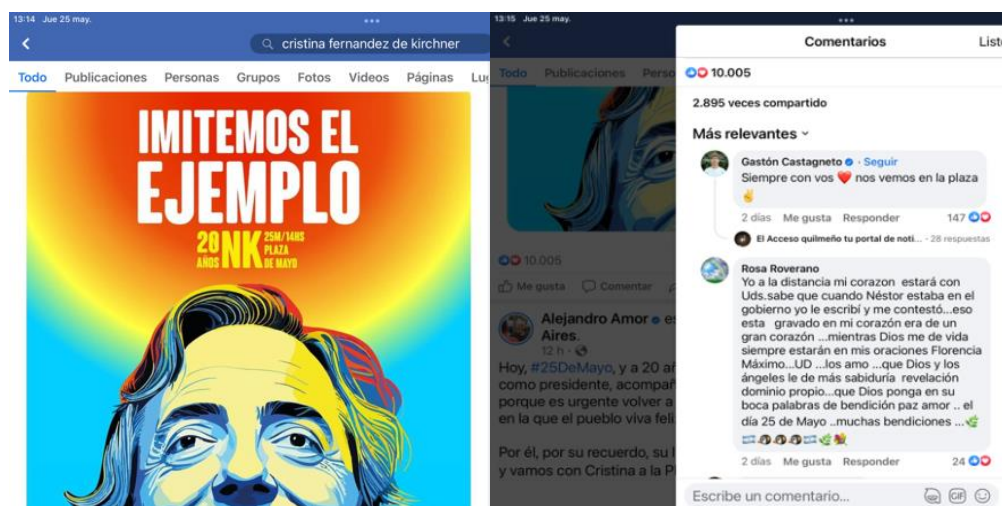 13:14 Jue 25 may.
cristina fernandez de kirchner
Todo Publicaciones Personas Grupos Fotos Videos Páginas
IMITEMOS EL
EJEMPLO
20 AÑOS NK 25M/14HS PLAZA DE MAYO
13:15 Jue 25 may.
Todo Publicaciones Perso
10.005
Me gusta Comentar
Alejandro Amor
Aires.
12 h
Hoy, #25DeMayo, y a 20 añ
como presidente, acompañ
porque es urgente volver a
en la que el pueblo viva feli
Por él, por su recuerdo, su l
y vamos con Cristina a la P
Comentarios
10.005
2.895 veces compartido
Más relevantes
Gastón Castagneto · Seguir
Siempre con vos ❤️ nos vemos en la plaza
✌️
2 días Me gusta Responder 147
El Acceso quilmeño tu portal de noti... · 28 respuestas
Rosa Roverano
Yo a la distancia mi corazon estará con
Uds.sabe que cuando Néstor estaba en el
gobierno yo le escribí y me contestó...eso
esta gravado en mi corazón era de un
gran corazón ...mientras Dios me de vida
siempre estarán en mis oraciones Florencia
Máximo...UD ...los amo ...que Dios y los
ángeles le de más sabiduría revelación
dominio propio...que Dios ponga en su
boca palabras de bendición paz amor .. el
día 25 de Mayo ..muchas bendiciones ...
2 días Me gusta Responder 24
Escribe un comentario...
GIF